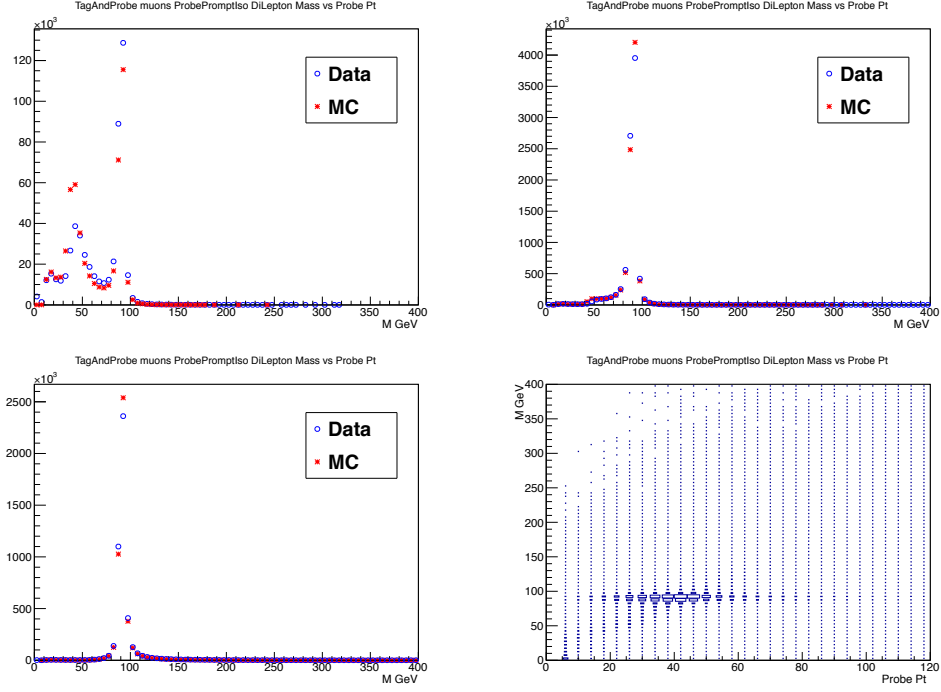 TagAndProbe muons ProbePromptIso DiLepton Mass vs Probe Pt
×10³
120
100
80
60
40
20
0
Data
MC
0 50 100 150 200 250 300 350 400
M GeV
TagAndProbe muons ProbePromptIso DiLepton Mass vs Probe Pt
×10³
4000
3500
3000
2500
2000
1500
1000
500
0
Data
MC
0 50 100 150 200 250 300 350 400
M GeV
TagAndProbe muons ProbePromptIso DiLepton Mass vs Probe Pt
×10³
2500
2000
1500
1000
500
0
Data
MC
0 50 100 150 200 250 300 350 400
M GeV
TagAndProbe muons ProbePromptIso DiLepton Mass vs Probe Pt
M GeV
400
350
300
250
200
150
100
50
0
0 20 40 60 80 100 120
Probe Pt